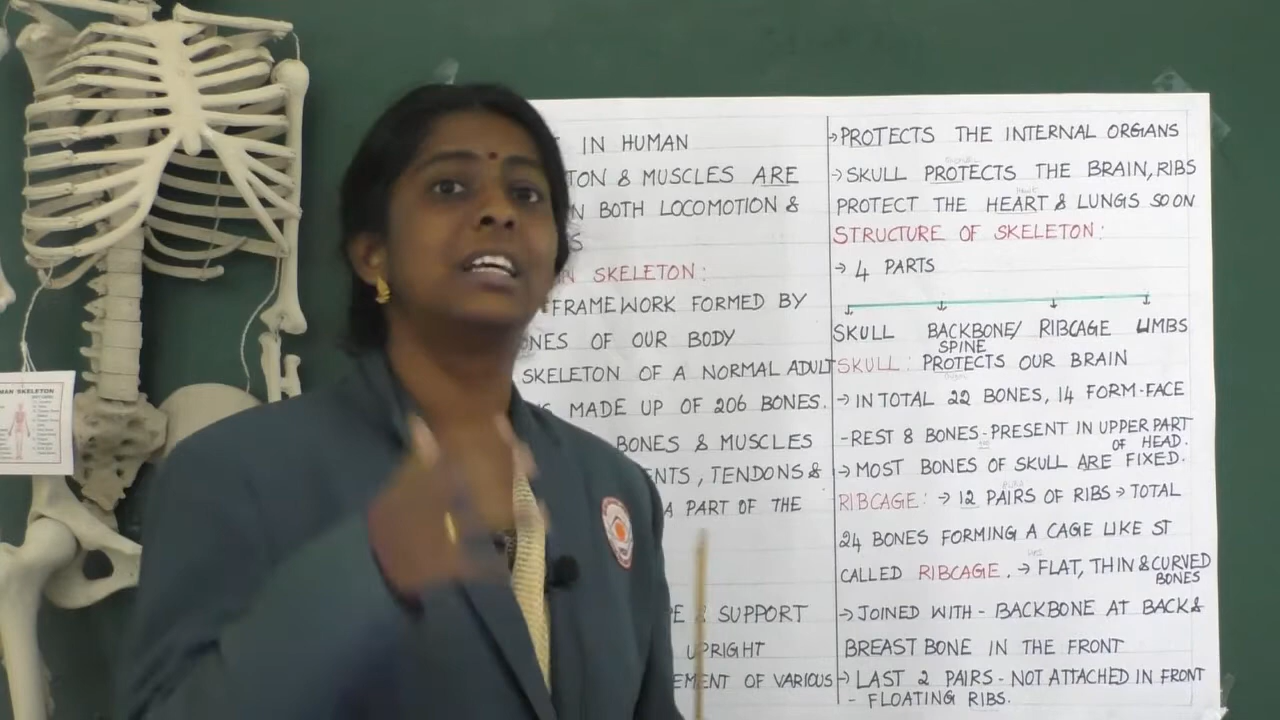 IN HUMAN
& MUSCLES ARE
BOTH LOCOMOTION &
SKELETON:
FRAMEWORK FORMED BY
OF OUR BODY
SKELETON OF A NORMAL ADULT
MADE UP OF 206 BONES.
BONES & MUSCLES
TENDONS &
A PART OF THE
& SUPPORT
UPRIGHT
OF VARIOUS
→PROTECTS THE INTERNAL ORGANS
→SKULL PROTECTS THE BRAIN, RIBS
PROTECT THE HEART & LUNGS SO ON
STRUCTURE OF SKELETON:
→ 4 PARTS
SKULL BACKBONE/ SPINE RIBCAGE LIMBS
SKULL: PROTECTS OUR BRAIN
→IN TOTAL 22 BONES, 14 FORM-FACE
-REST 8 BONES-PRESENT IN UPPER PART
OF HEAD.
→MOST BONES OF SKULL ARE FIXED.
RIBCAGE: → 12 PAIRS OF RIBS→TOTAL
24 BONES FORMING A CAGE LIKE ST
CALLED RIBCAGE. →FLAT, THIN & CURVED
BONES
→JOINED WITH - BACKBONE AT BACK &
BREAST BONE IN THE FRONT
→LAST 2 PAIRS - NOT ATTACHED IN FRONT
- FLOATING RIBS.
SKELETON